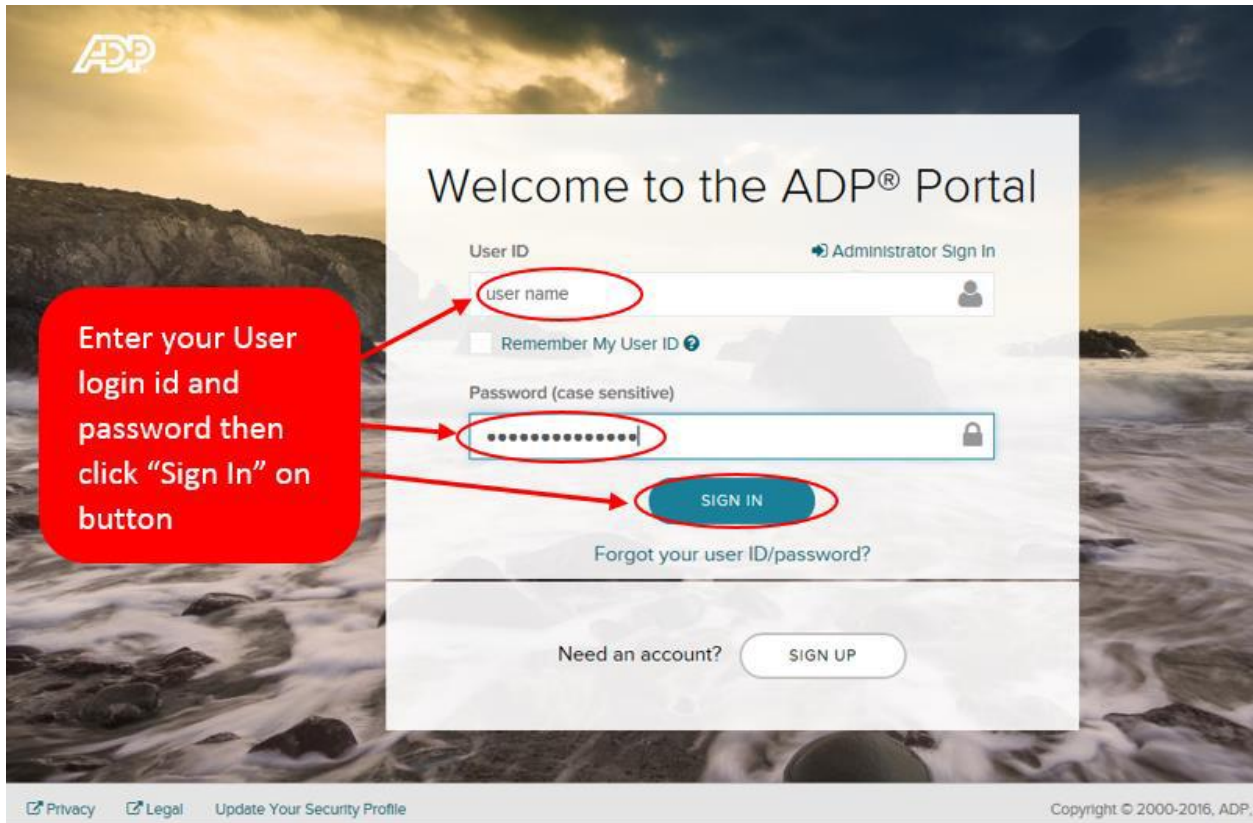 ADP
Welcome to the ADP® Portal
User ID
Administrator Sign In
user name
Remember My User ID
Password (case sensitive)
SIGN IN
Forgot your user ID/password?
Need an account?
SIGN UP
Enter your User
login id and
password then
click “Sign In” on
button
Privacy
Legal
Update Your Security Profile
Copyright © 2000-2016, ADP,